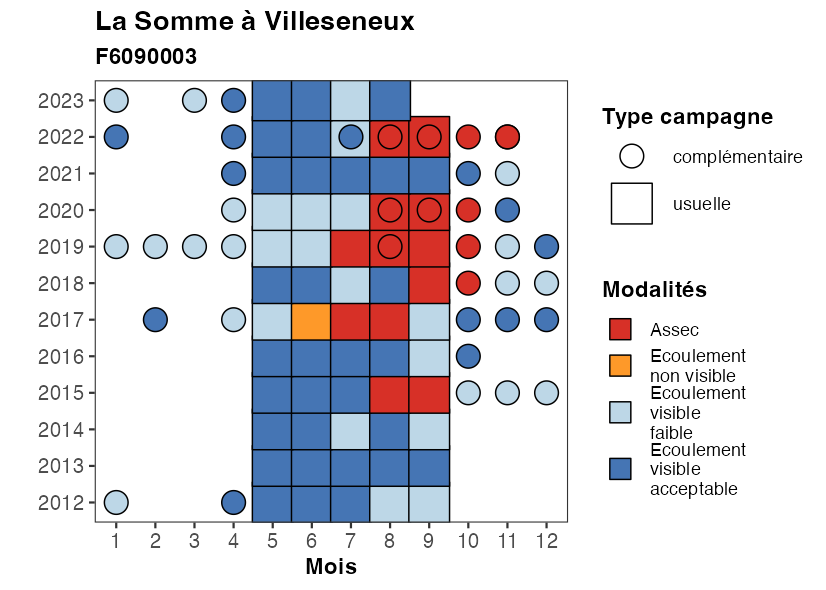 La Somme à Villeseneux
F6090003
2023
2022
2021
2020
2019
2018
2017
2016
2015
2014
2013
2012
1 2 3 4 5 6 7 8 9 10 11 12
Mois
Type campagne
complémentaire
usuelle
Modalités
Assec
Ecoulement
non visible
Ecoulement
visible
faible
Ecoulement
visible
acceptable